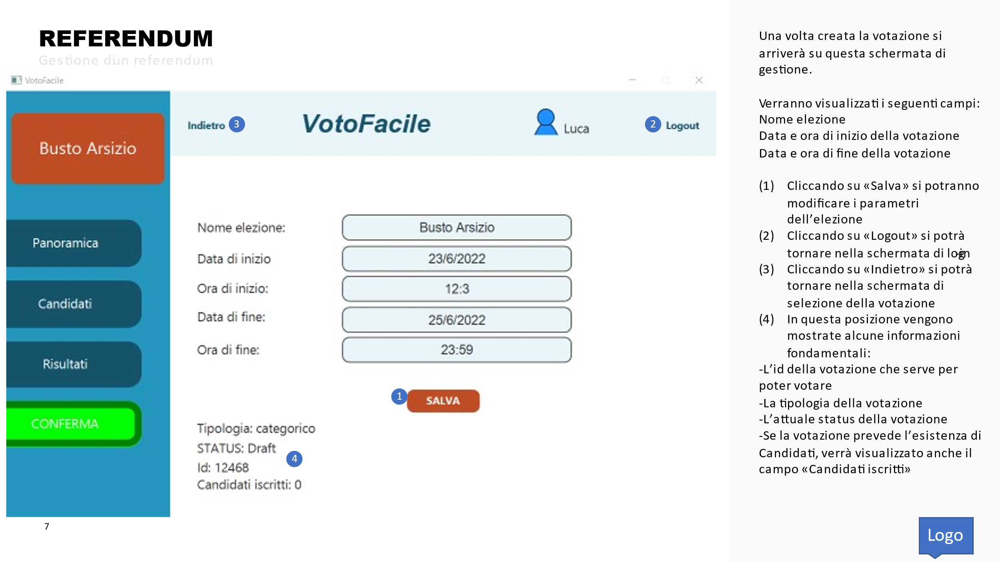 REFERENDUM
Gestione di un referendum
VotoFacile
Busto Arsizio
Indietro 3
VotoFacile
Luca
2 Logout
Panoramica
Candidati
Risultati
CONFERMA
Nome elezione: Busto Arsizio
Data di inizio 23/6/2022
Ora di inizio: 12:3
Data di fine: 25/6/2022
Ora di fine: 23:59
1 SALVA
Tipologia: categorico
STATUS: Draft
4
Id: 12468
Candidati iscritti: 0
7
Una volta creata la votazione si
arriverà su questa schermata di
gestione.
Verranno visualizzati i seguenti campi:
Nome elezione
Data e ora di inizio della votazione
Data e ora di fine della votazione
(1) Cliccando su «Salva» si potranno
modificare i parametri
dell’elezione
(2) Cliccando su «Logout» si potrà
tornare nella schermata di log-in
(3) Cliccando su «Indietro» si potrà
tornare nella schermata di
selezione della votazione
(4) In questa posizione vengono
mostrate alcune informazioni
fondamentali:
-L’id della votazione che serve per
poter votare
-La tipologia della votazione
-L’attuale status della votazione
-Se la votazione prevede l’esistenza di
Candidati, verrà visualizzato anche il
campo «Candidati iscritti»
Logo